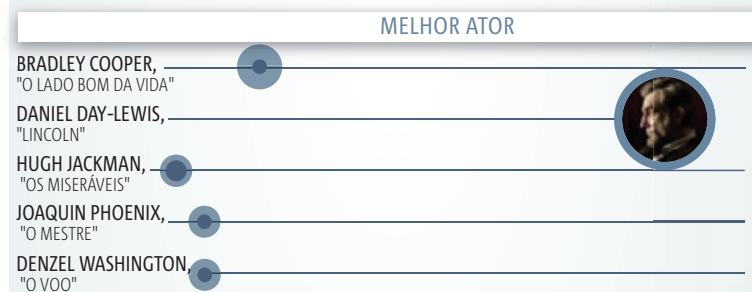 MELHOR ATOR
BRADLEY COOPER,
"O LADO BOM DA VIDA"
DANIEL DAY-LEWIS,
"LINCOLN"
HUGH JACKMAN,
"OS MISERÁVEIS"
JOAQUIN PHOENIX,
"O MESTRE"
DENZEL WASHINGTON,
"O VOO"